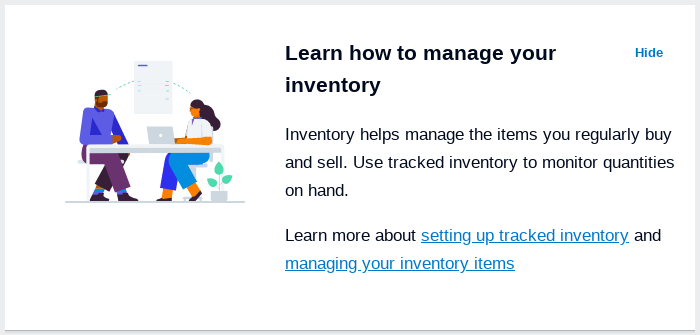 Learn how to manage your
inventory
Hide
Inventory helps manage the items you regularly buy
and sell. Use tracked inventory to monitor quantities
on hand.
Learn more about setting up tracked inventory and
managing your inventory items